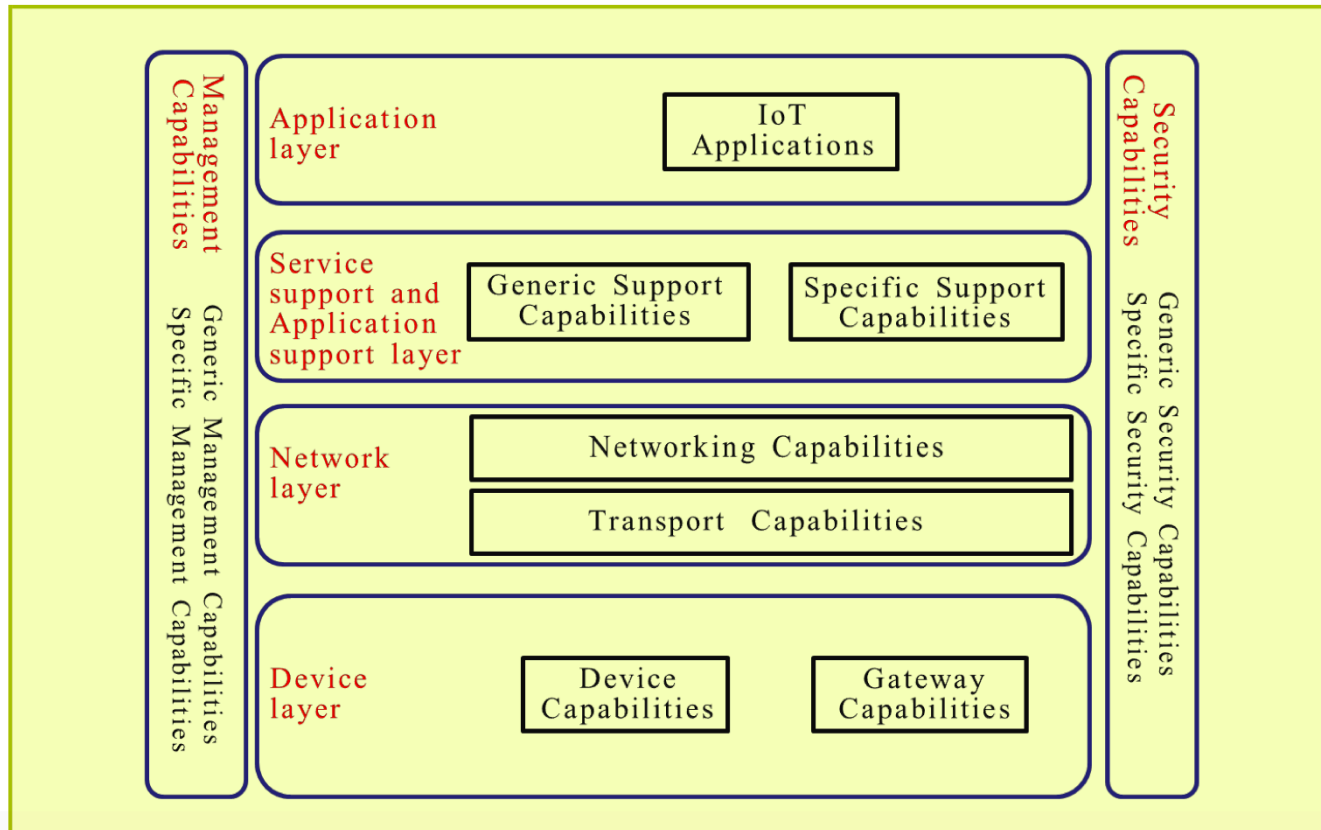 Management
Capabilities
Generic Management Capabilities
Specific Management Capabilities
Application
layer
IoT
Applications
Service
support and
Application
support layer
Generic Support
Capabilities
Specific Support
Capabilities
Network
layer
Networking Capabilities
Transport Capabilities
Device
layer
Device
Capabilities
Gateway
Capabilities
Security
Capabilities
Generic Security Capabilities
Specific Security Capabilities